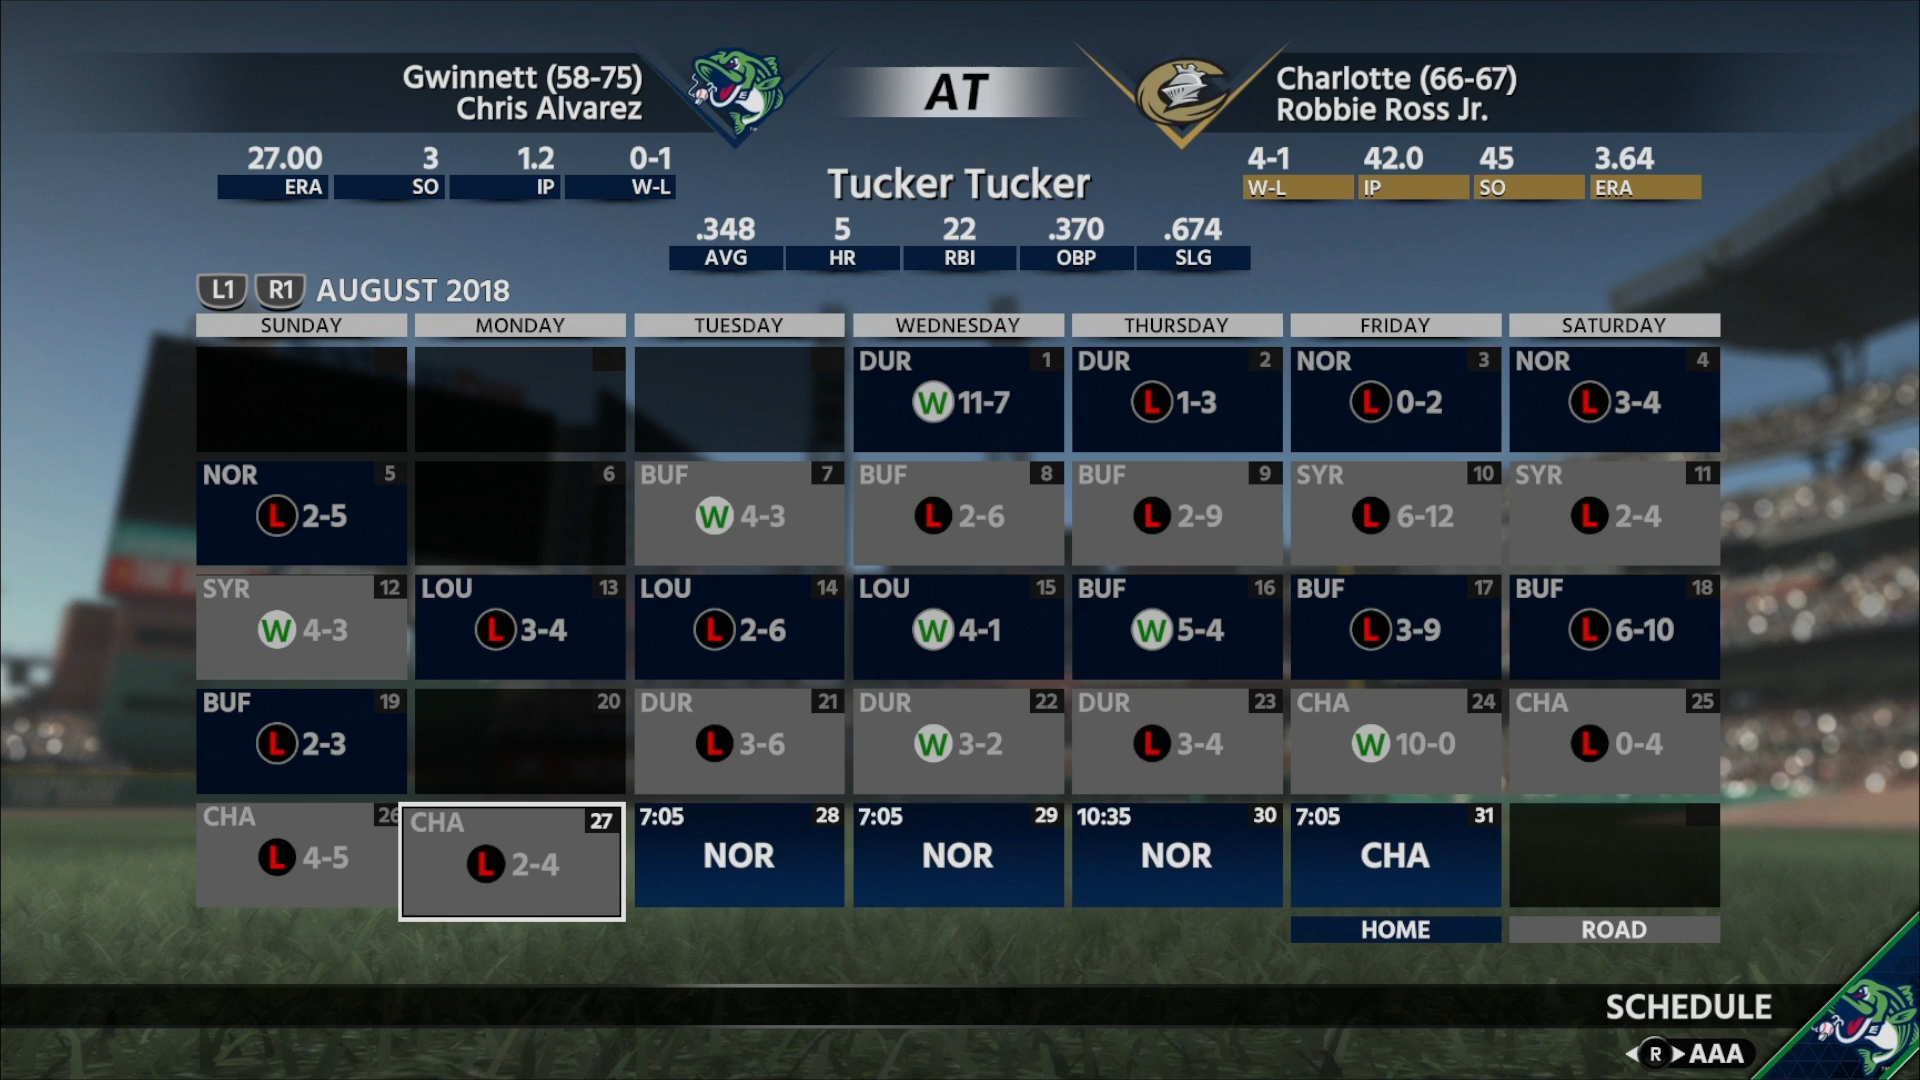 Gwinnett (58-75)
Chris Alvarez
AT
Charlotte (66-67)
Robbie Ross Jr.
27.00 3 1.2 0-1
ERA SO IP W-L
4-1 42.0 45 3.64
W-L IP SO ERA
Tucker Tucker
.348 5 22 .370 .674
AVG HR RBI OBP SLG
L1 R1 AUGUST 2018
SUNDAY MONDAY TUESDAY WEDNESDAY THURSDAY FRIDAY SATURDAY
DUR 1 DUR 2 NOR 3 NOR 4
W 11-7 L 1-3 L 0-2 L 3-4
NOR 5 6 BUF 7 BUF 8 BUF 9 SYR 10 SYR 11
L 2-5 W 4-3 L 2-6 L 2-9 L 6-12 L 2-4
SYR 12 LOU 13 LOU 14 LOU 15 BUF 16 BUF 17 BUF 18
W 4-3 L 3-4 L 2-6 W 4-1 W 5-4 L 3-9 L 6-10
BUF 19 20 DUR 21 DUR 22 DUR 23 CHA 24 CHA 25
L 2-3 L 3-6 W 3-2 L 3-4 W 10-0 L 0-4
CHA 26 CHA 27 7:05 28 7:05 29 10:35 30 7:05 31
L 4-5 L 2-4 NOR NOR NOR CHA
HOME ROAD
SCHEDULE
R AAA